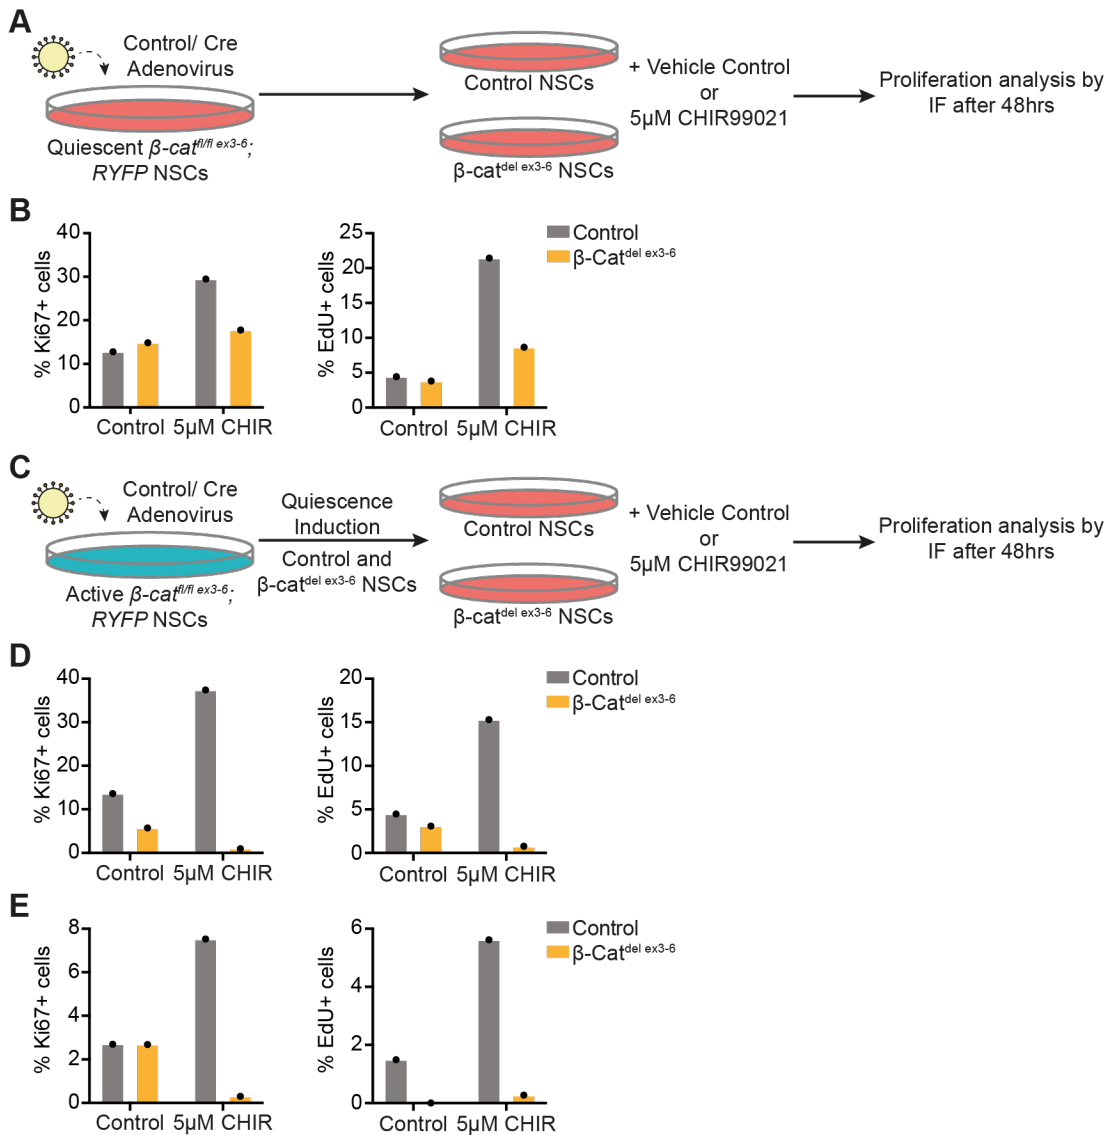 A
Control/ Cre
Adenovirus
Quiescent β-catfl/fl ex3-6;
RYFP NSCs
Control NSCs
β-catdel ex3-6 NSCs
+ Vehicle Control
or
5µM CHIR99021
Proliferation analysis by
IF after 48hrs
B
% Ki67+ cells
40
30
20
10
0
Control 5µM CHIR
% EdU+ cells
25
20
15
10
5
0
Control 5µM CHIR
Control
β-Catdel ex3-6
C
Control/ Cre
Adenovirus
Active β-catfl/fl ex3-6;
RYFP NSCs
Quiescence
Induction
Control and
β-catdel ex3-6 NSCs
Control NSCs
β-catdel ex3-6 NSCs
+ Vehicle Control
or
5µM CHIR99021
Proliferation analysis by
IF after 48hrs
D
% Ki67+ cells
40
30
20
10
0
Control 5µM CHIR
% EdU+ cells
20
15
10
5
0
Control 5µM CHIR
Control
β-Catdel ex3-6
E
% Ki67+ cells
8
6
4
2
0
Control 5µM CHIR
% EdU+ cells
6
4
2
0
Control 5µM CHIR
Control
β-Catdel ex3-6